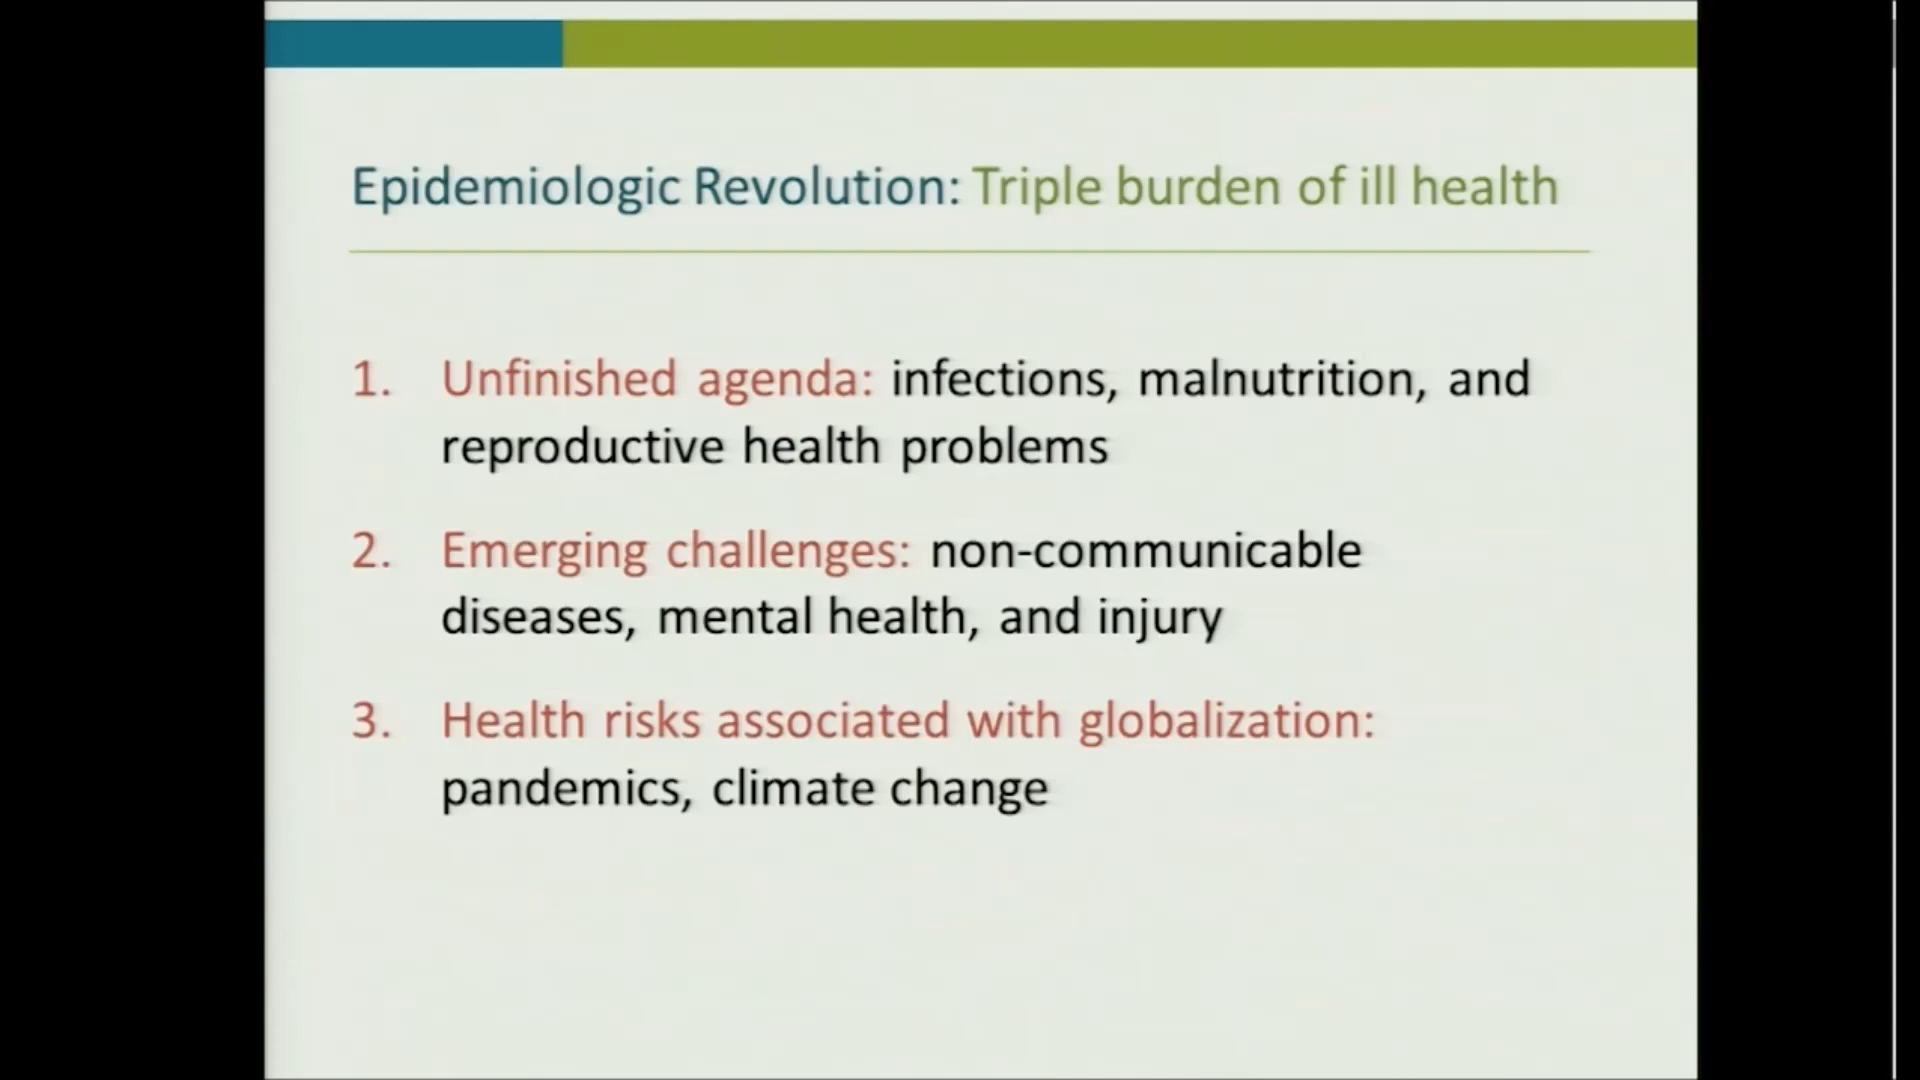 Epidemiologic Revolution: Triple burden of ill health
1. Unfinished agenda: infections, malnutrition, and
reproductive health problems
2. Emerging challenges: non-communicable
diseases, mental health, and injury
3. Health risks associated with globalization:
pandemics, climate change